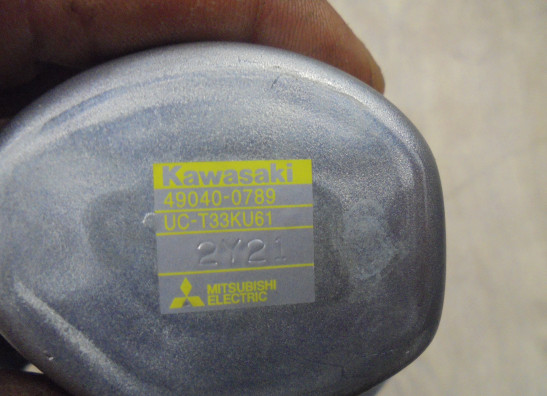 Kawasaki
49040-0789
UC-T33KU61
2Y21
MITSUBISHI
ELECTRIC